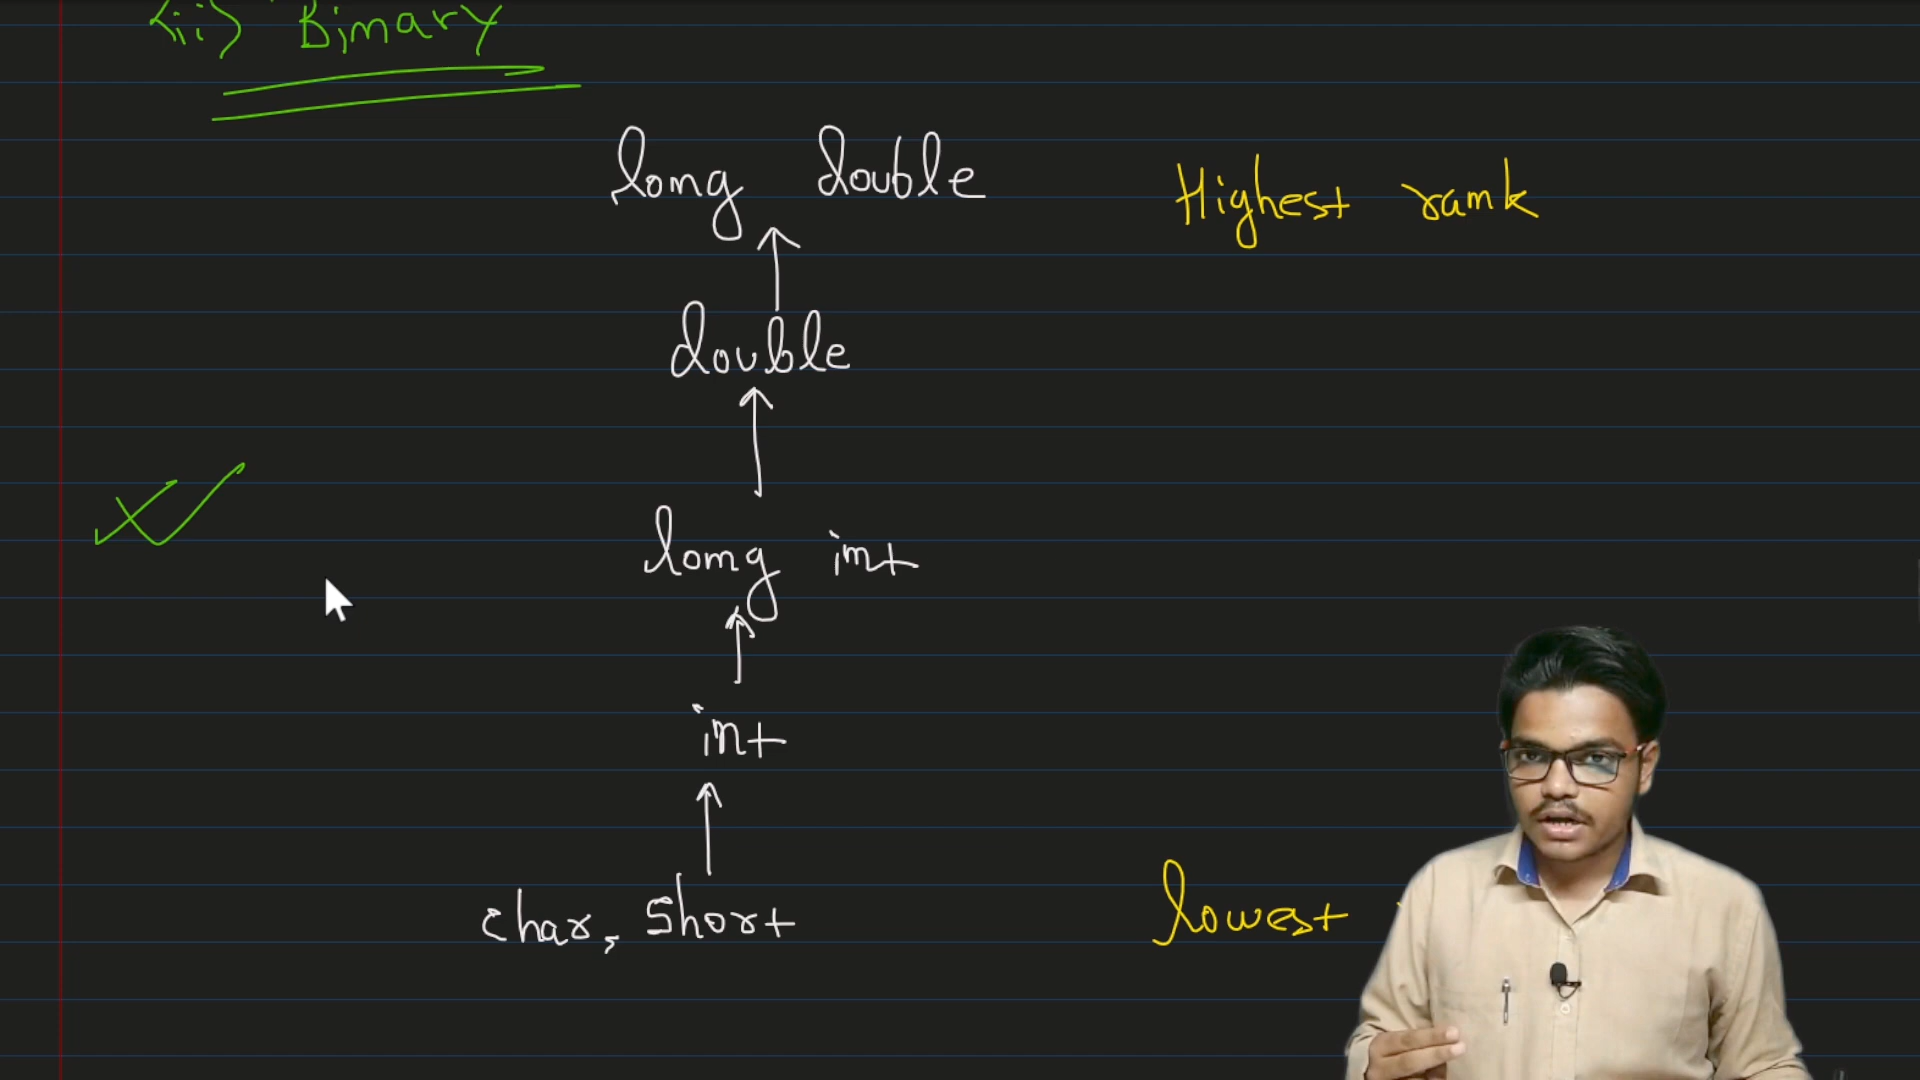 <ii> Binary
long double
Highest rank
double
long int
int
char, short
lowest